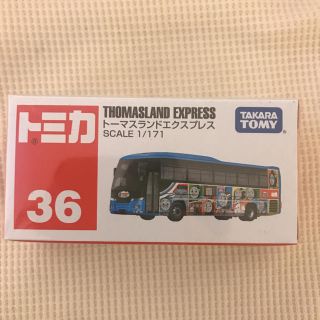 トミカ
36
THOMASLAND EXPRESS
トーマスランドエクスプレス
SCALE 1/171
TAKARA
TOMY